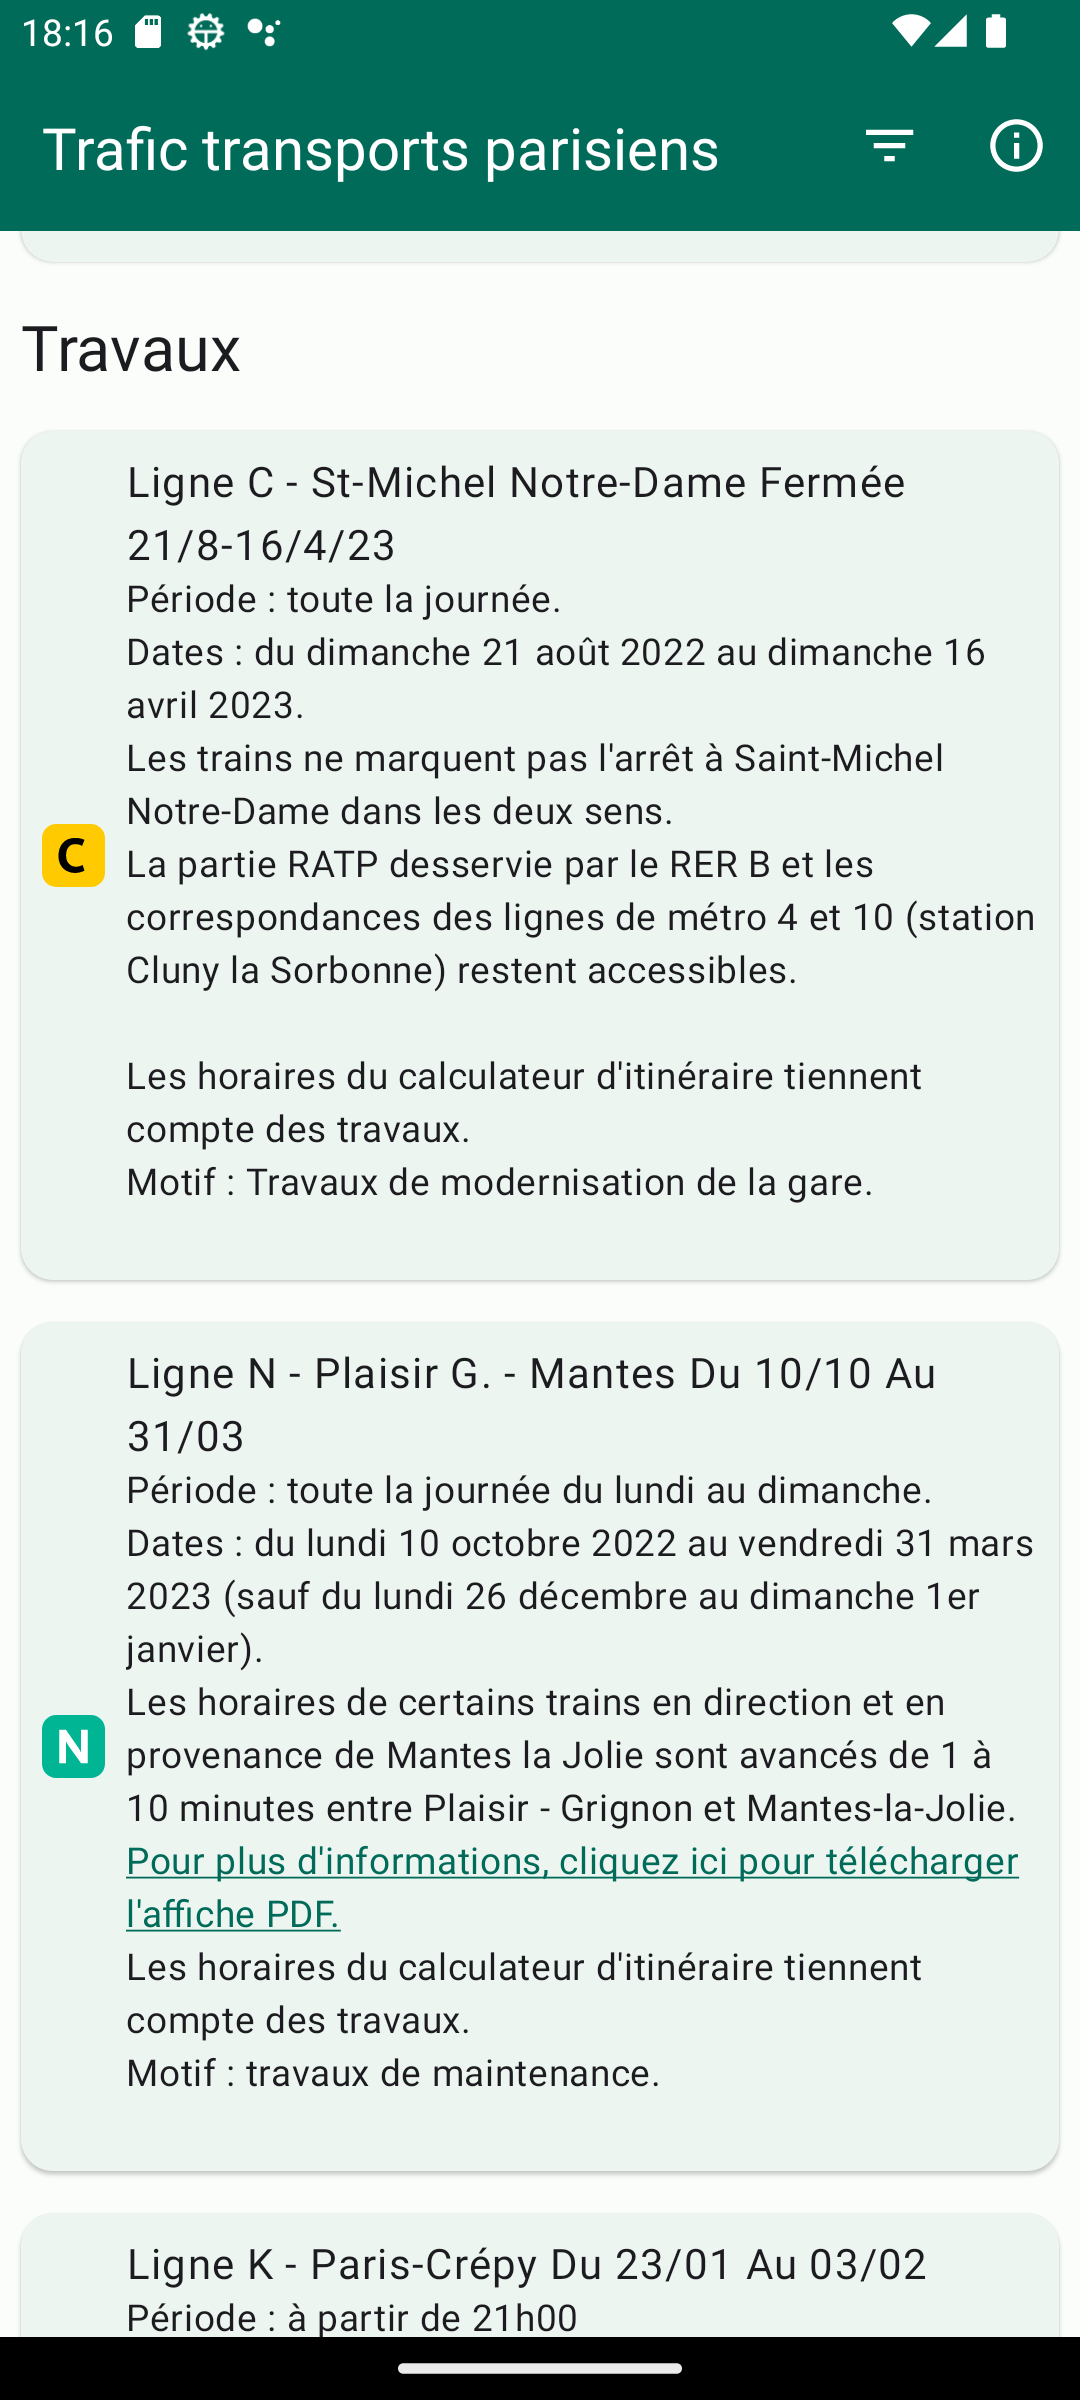 18:16
Trafic transports parisiens
Travaux
Ligne C - St-Michel Notre-Dame Fermée
21/8-16/4/23
Période : toute la journée.
Dates : du dimanche 21 août 2022 au dimanche 16
avril 2023.
Les trains ne marquent pas l'arrêt à Saint-Michel
Notre-Dame dans les deux sens.
C
La partie RATP desservie par le RER B et les
correspondances des lignes de métro 4 et 10 (station
Cluny la Sorbonne) restent accessibles.
Les horaires du calculateur d'itinéraire tiennent
compte des travaux.
Motif : Travaux de modernisation de la gare.
Ligne N - Plaisir G. - Mantes Du 10/10 Au
31/03
Période : toute la journée du lundi au dimanche.
Dates : du lundi 10 octobre 2022 au vendredi 31 mars
2023 (sauf du lundi 26 décembre au dimanche 1er
janvier).
Les horaires de certains trains en direction et en
N
provenance de Mantes la Jolie sont avancés de 1 à
10 minutes entre Plaisir - Grignon et Mantes-la-Jolie.
Pour plus d'informations, cliquez ici pour télécharger
l'affiche PDF.
Les horaires du calculateur d'itinéraire tiennent
compte des travaux.
Motif : travaux de maintenance.
Ligne K - Paris-Crépy Du 23/01 Au 03/02
Période : à partir de 21h00